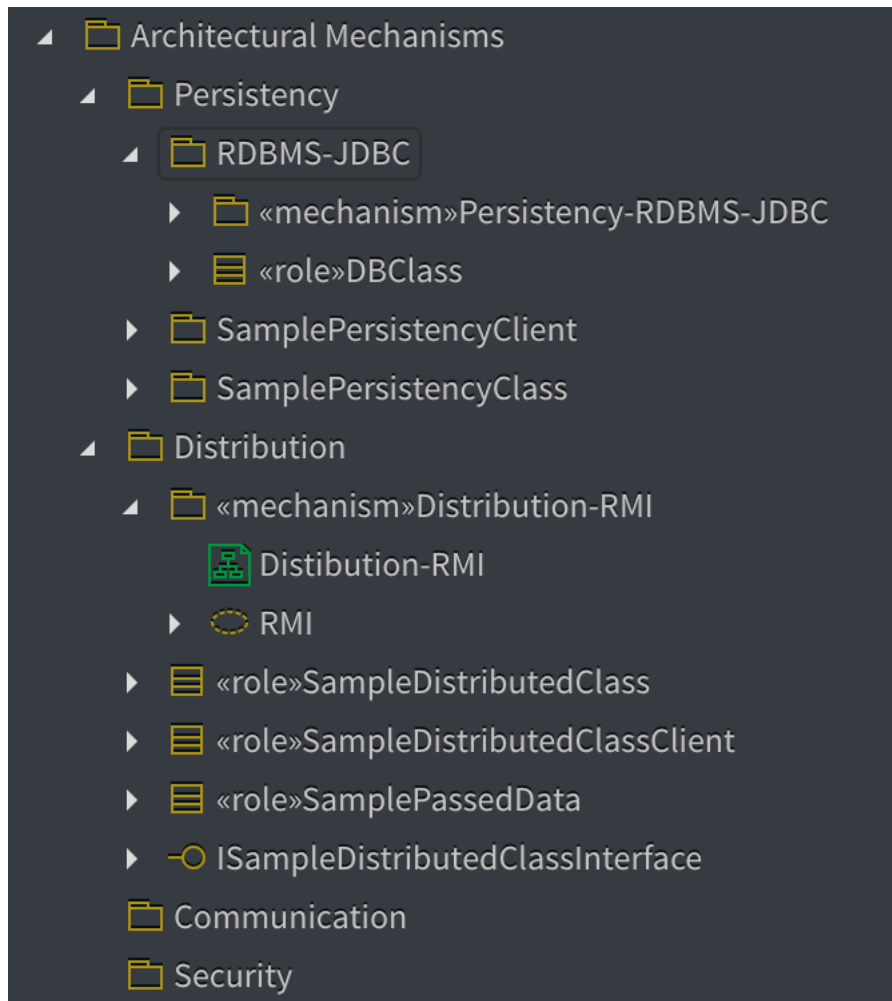 Architectural Mechanisms
Persistency
RDBMS-JDBC
«mechanism»Persistency-RDBMS-JDBC
«role»DBClass
SamplePersistencyClient
SamplePersistencyClass
Distribution
«mechanism»Distribution-RMI
Distibution-RMI
RMI
«role»SampleDistributedClass
«role»SampleDistributedClassClient
«role»SamplePassedData
ISampleDistributedClassInterface
Communication
Security